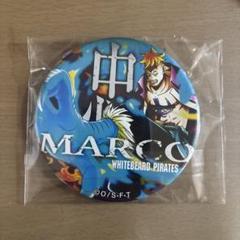 中
MARCO
WHITEBEARD PIRATES
©O/S・F・T